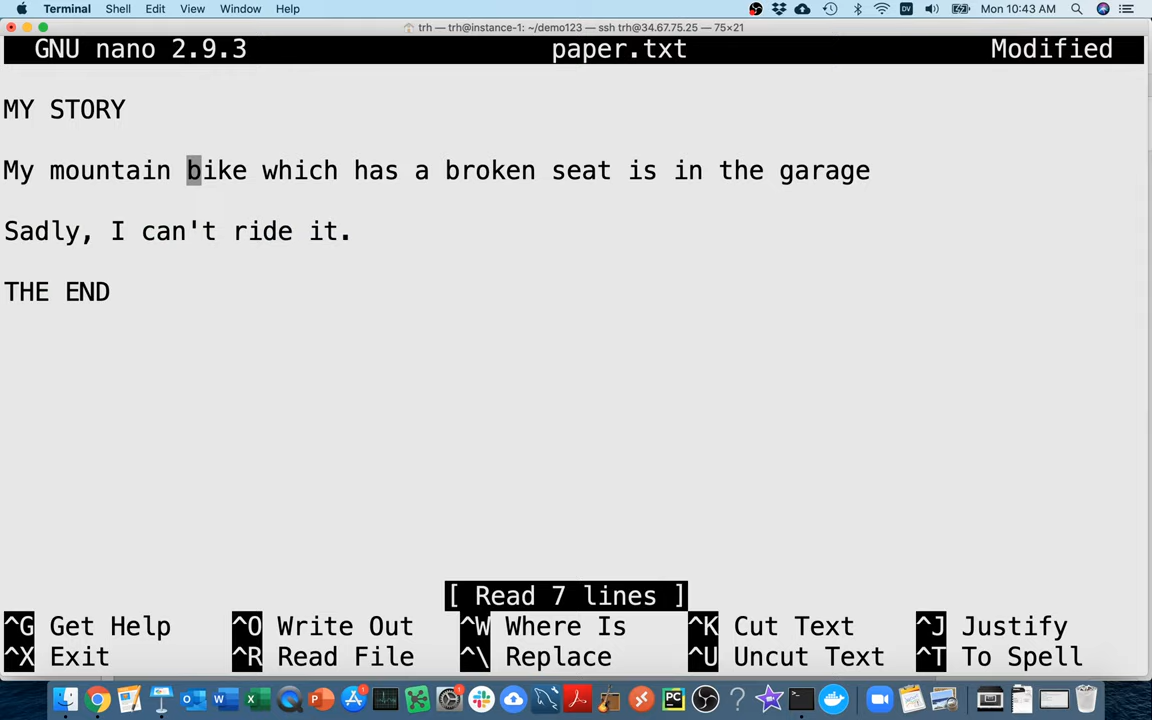 Terminal Shell Edit View Window Help DV Mon 10:43 AM
trh — trh@instance-1: ~/demo123 — ssh trh@34.67.75.25 — 75×21
GNU nano 2.9.3 paper.txt Modified
MY STORY
My mountain bike which has a broken seat is in the garage
Sadly, I can't ride it.
THE END
[ Read 7 lines ]
^G Get Help ^O Write Out ^W Where Is ^K Cut Text ^J Justify
^X Exit ^R Read File ^\ Replace ^U Uncut Text ^T To Spell